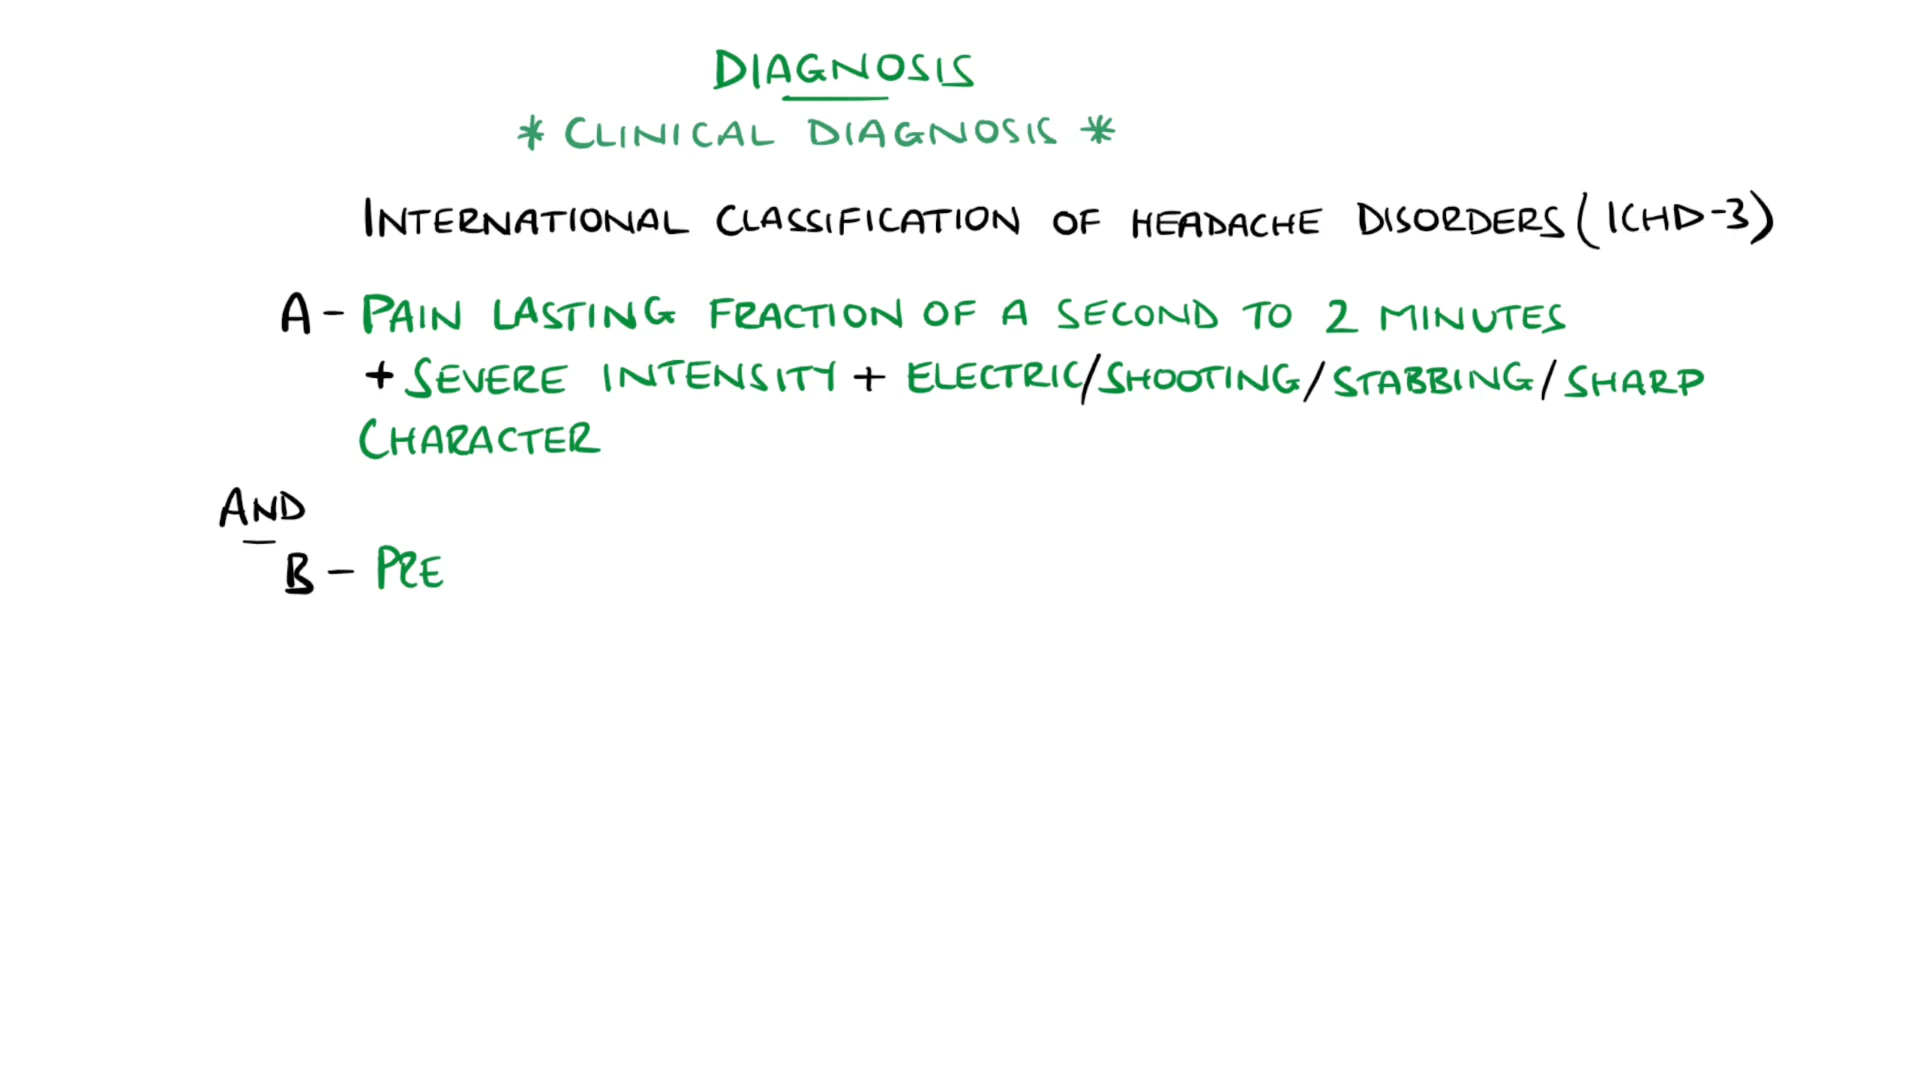 DIAGNOSIS
* CLINICAL DIAGNOSIS *
INTERNATIONAL CLASSIFICATION OF HEADACHE DISORDERS (ICHD-3)
A - PAIN LASTING FRACTION OF A SECOND TO 2 MINUTES
+ SEVERE INTENSITY + ELECTRIC/SHOOTING/STABBING/SHARP
CHARACTER
AND
B - PRE